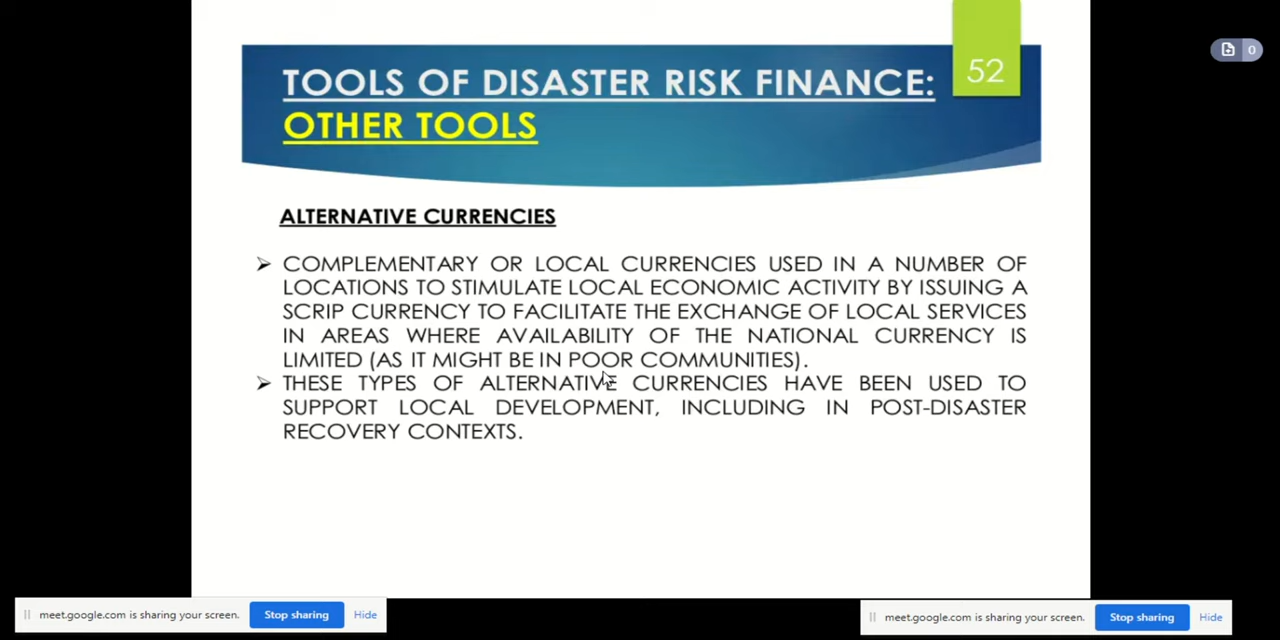 52
TOOLS OF DISASTER RISK FINANCE:
OTHER TOOLS
ALTERNATIVE CURRENCIES
➢ COMPLEMENTARY OR LOCAL CURRENCIES USED IN A NUMBER OF
LOCATIONS TO STIMULATE LOCAL ECONOMIC ACTIVITY BY ISSUING A
SCRIP CURRENCY TO FACILITATE THE EXCHANGE OF LOCAL SERVICES
IN AREAS WHERE AVAILABILITY OF THE NATIONAL CURRENCY IS
LIMITED (AS IT MIGHT BE IN POOR COMMUNITIES).
➢ THESE TYPES OF ALTERNATIVE CURRENCIES HAVE BEEN USED TO
SUPPORT LOCAL DEVELOPMENT, INCLUDING IN POST-DISASTER
RECOVERY CONTEXTS.
0
meet.google.com is sharing your screen. Stop sharing Hide
meet.google.com is sharing your screen. Stop sharing Hide